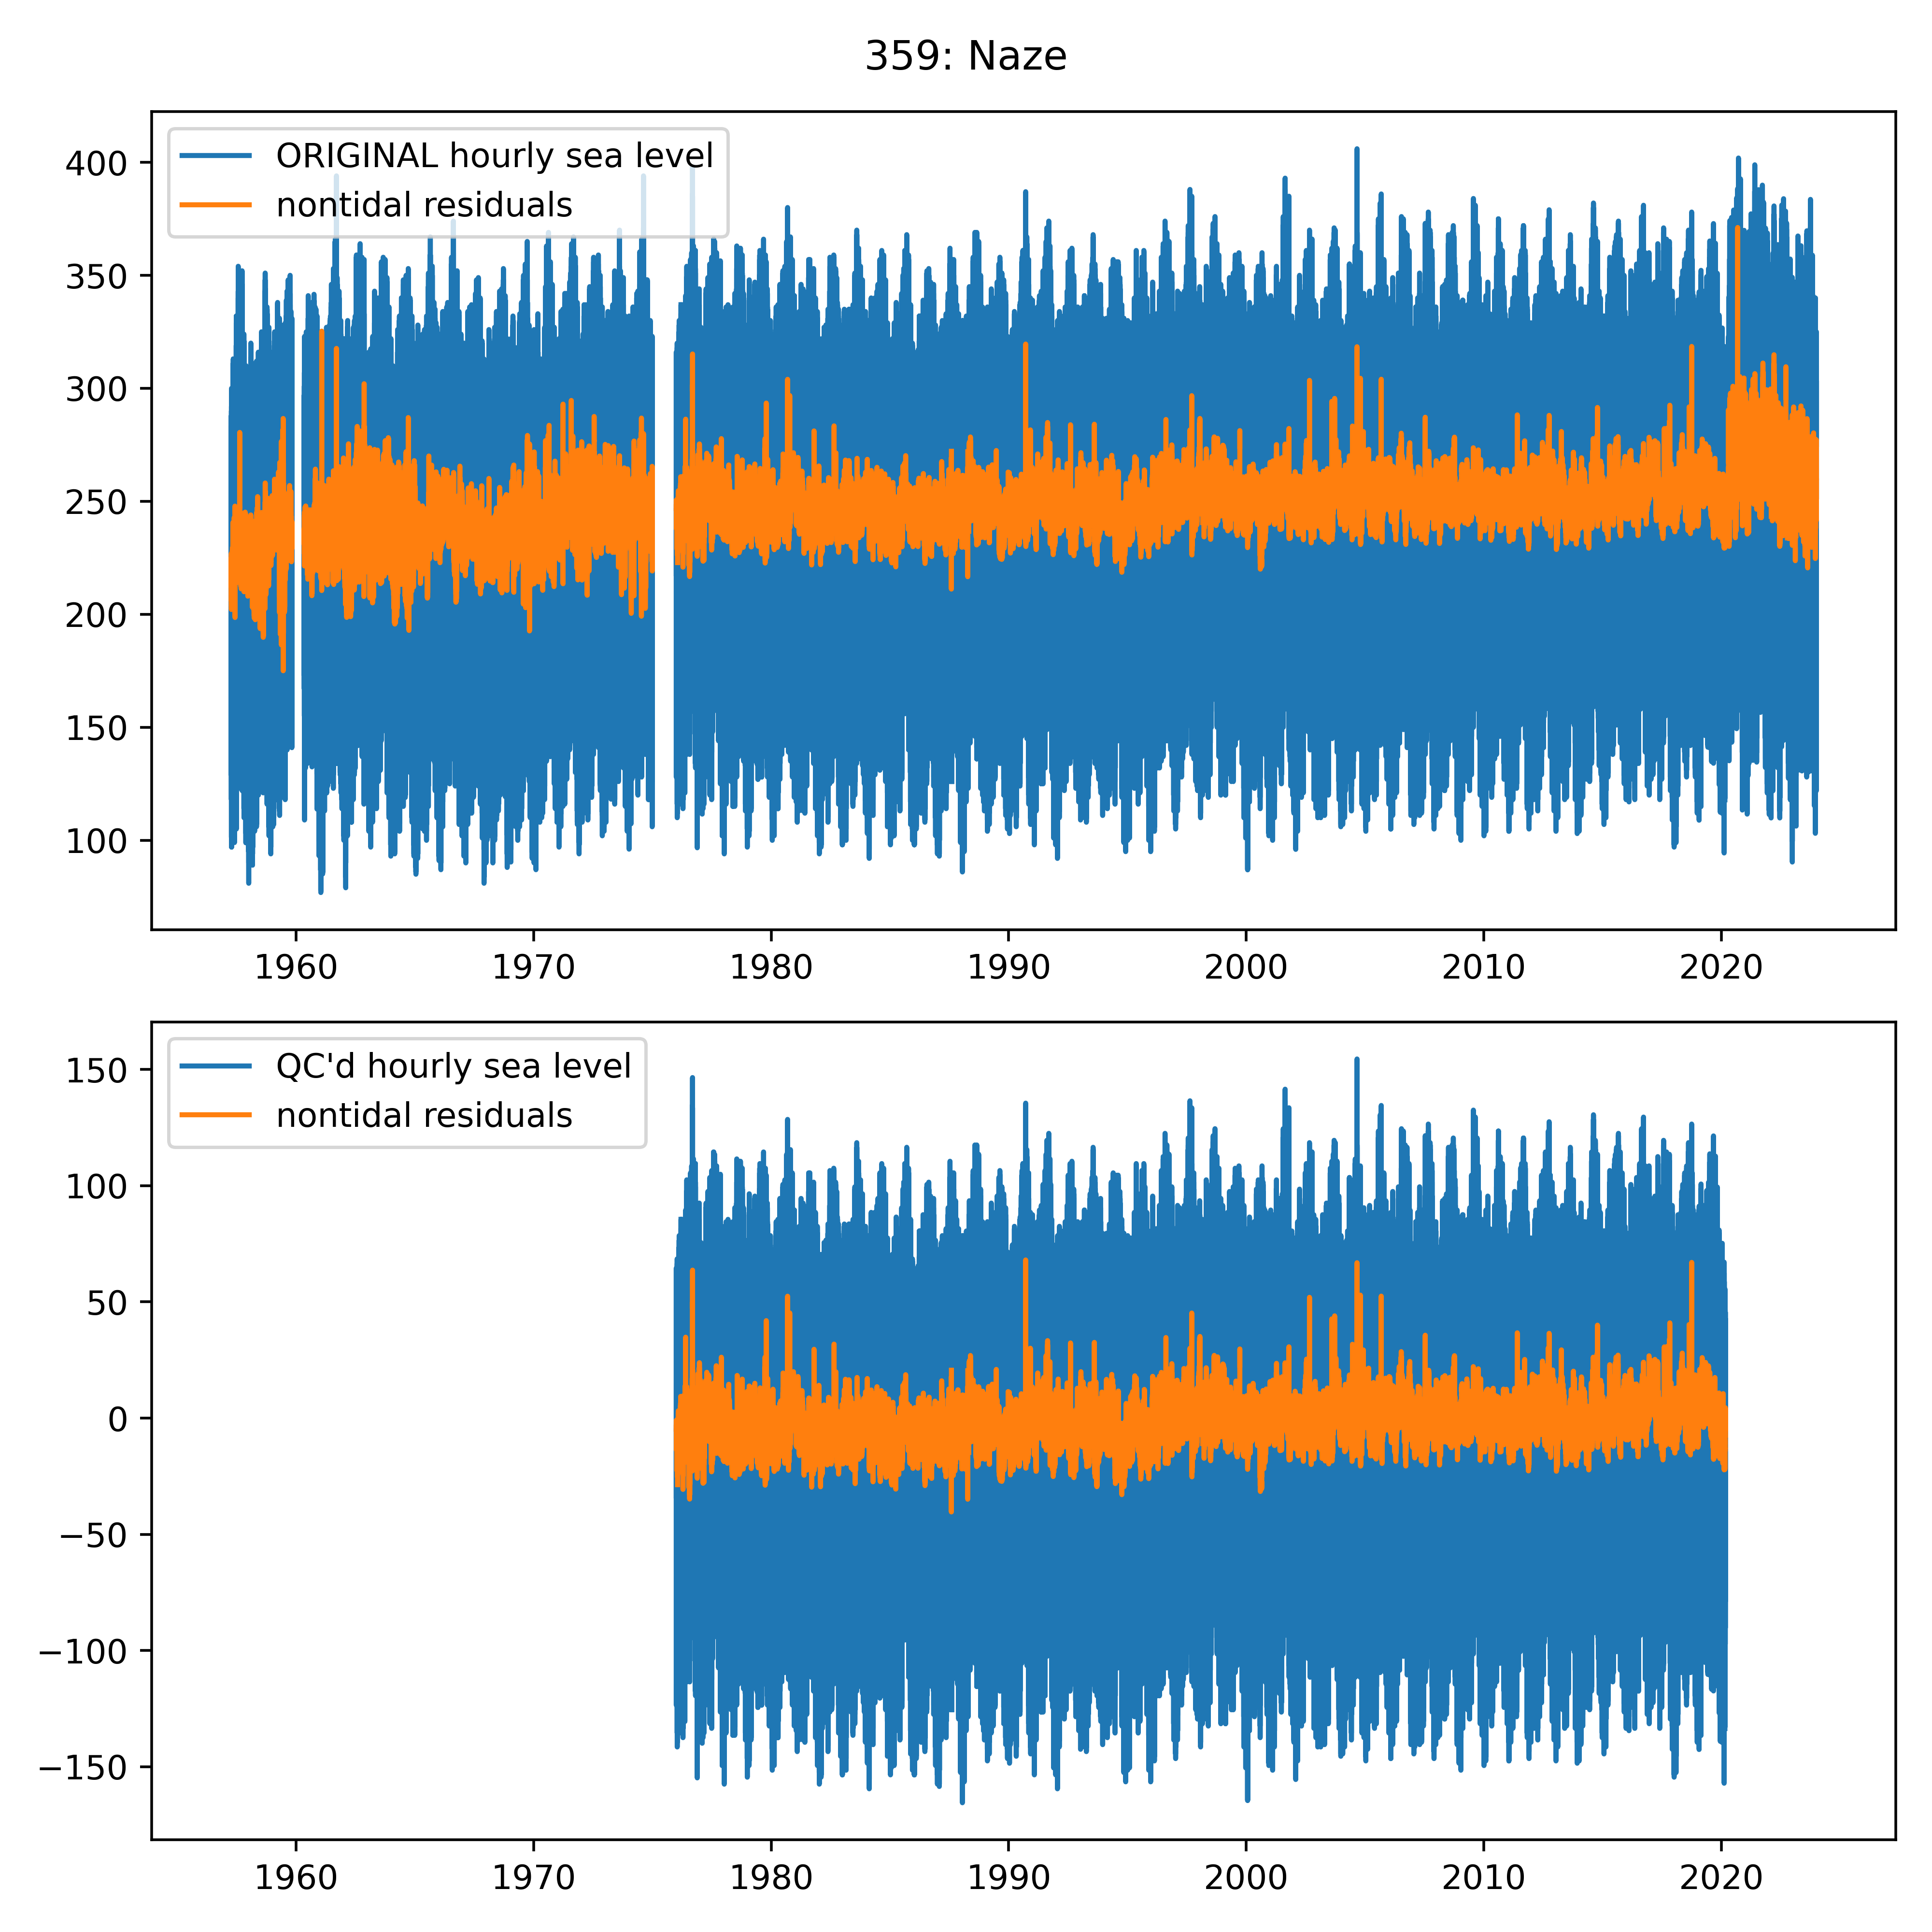 359: Naze
ORIGINAL hourly sea level
nontidal residuals
400
350
300
250
200
150
100
1960 1970 1980 1990 2000 2010 2020
QC'd hourly sea level
nontidal residuals
150
100
50
0
−50
−100
−150
1960 1970 1980 1990 2000 2010 2020